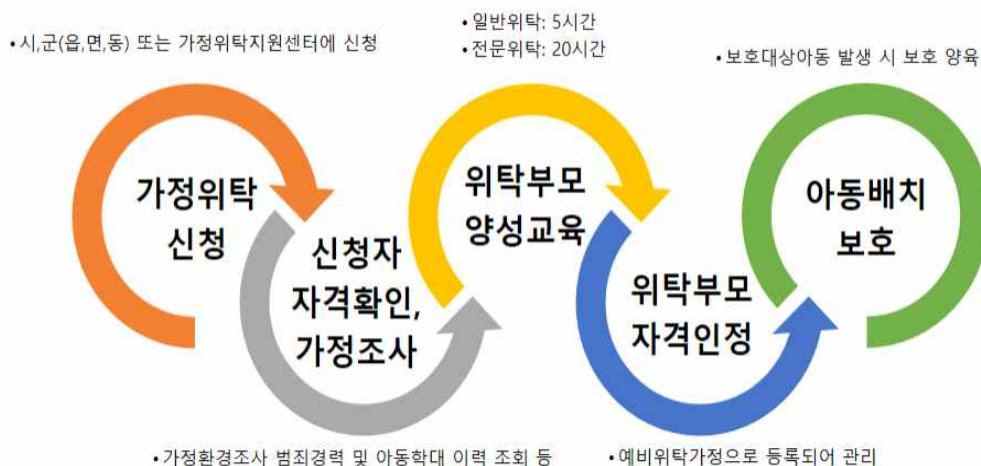 • 시,군(읍,면,동) 또는 가정위탁지원센터에 신청
가정위탁
신청
신청자
자격확인,
가정조사
• 가정환경조사 범죄경력 및 아동학대 이력 조회 등
• 일반위탁: 5시간
• 전문위탁: 20시간
위탁부모
양성교육
위탁부모
자격인정
• 예비위탁가정으로 등록되어 관리
• 보호대상아동 발생 시 보호 양육
아동배치
보호